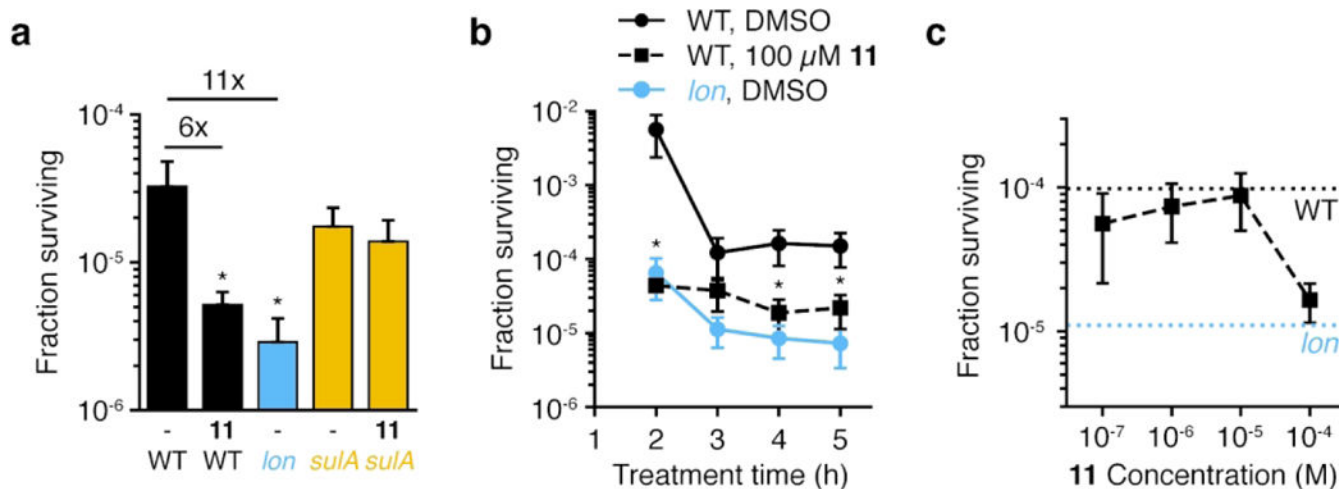 a
11x
6x
10⁻⁴
10⁻⁵
10⁻⁶
Fraction surviving
*
*
- 11 - - 11
WT WT lon sulA sulA
b
WT, DMSO
WT, 100 µM 11
lon, DMSO
10⁻²
10⁻³
10⁻⁴
10⁻⁵
10⁻⁶
Fraction surviving
*
*
*
1 2 3 4 5
Treatment time (h)
c
10⁻⁴
10⁻⁵
Fraction surviving
WT
lon
10⁻⁷ 10⁻⁶ 10⁻⁵ 10⁻⁴
11 Concentration (M)